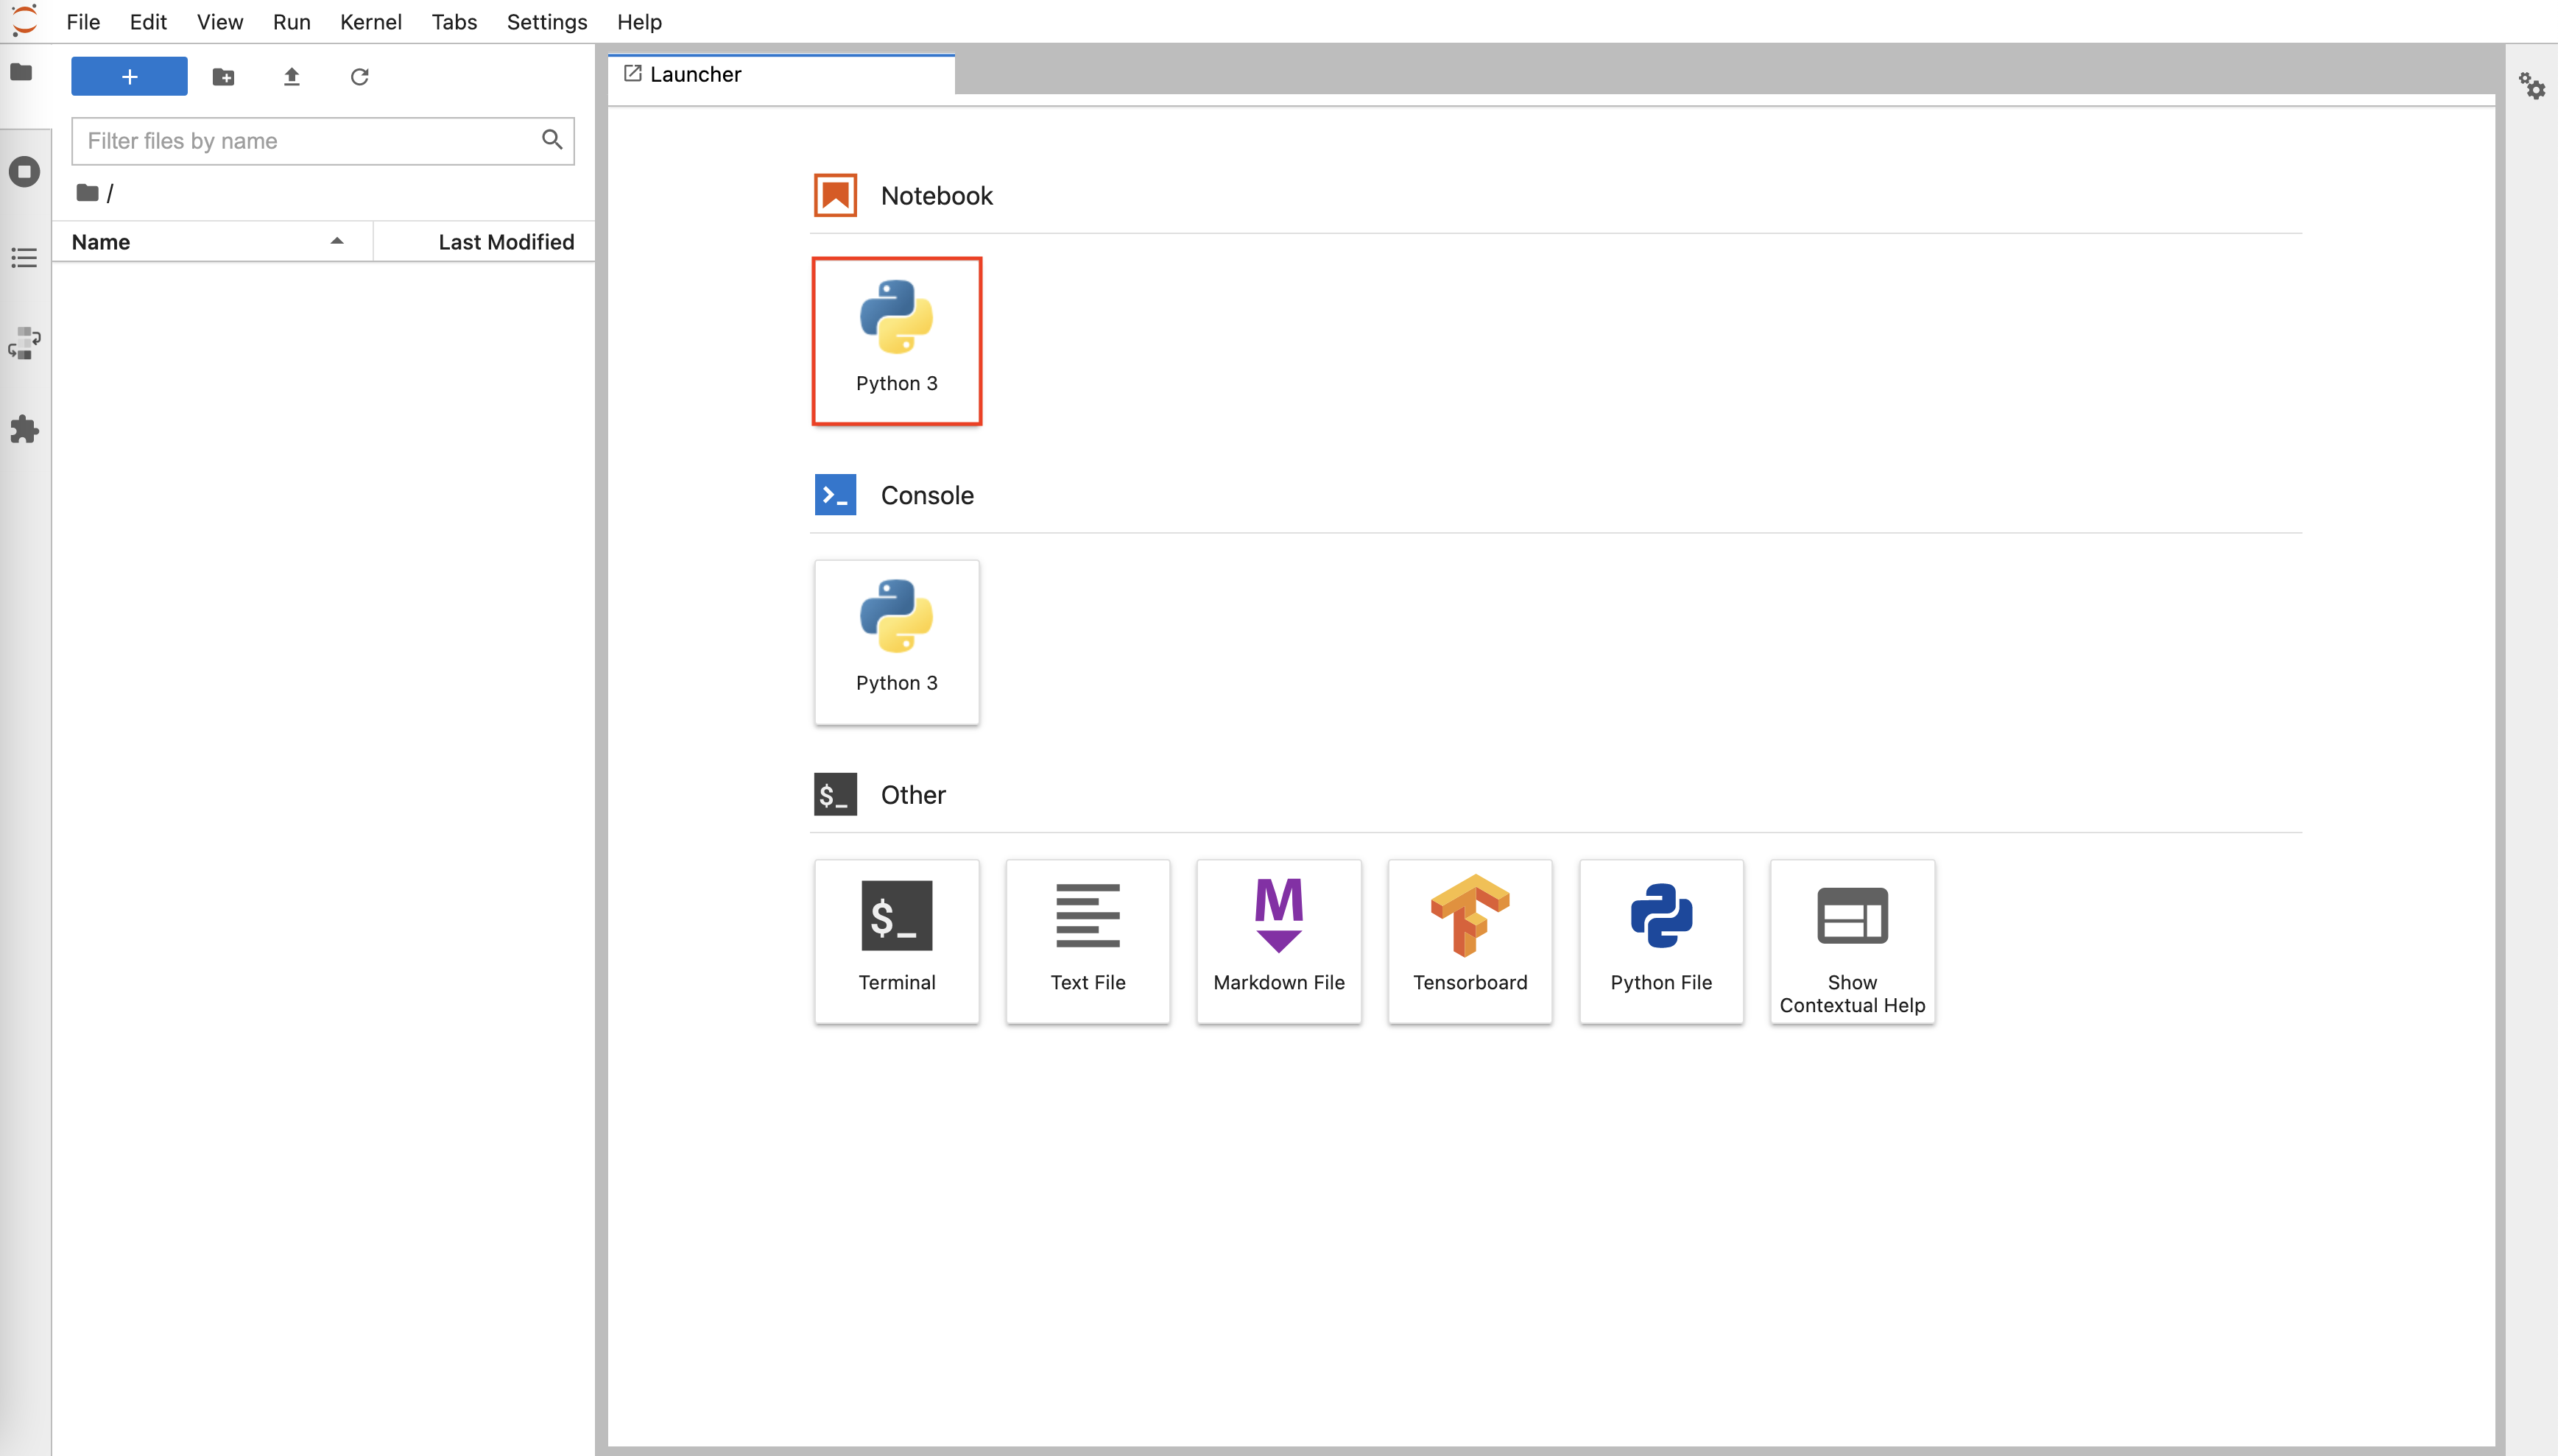 File Edit View Run Kernel Tabs Settings Help
+
Filter files by name
/
Name Last Modified
Launcher
Notebook
Python 3
>_ Console
Python 3
$_ Other
$_
Terminal
Text File
M
Markdown File
Tensorboard
Python File
Show
Contextual Help